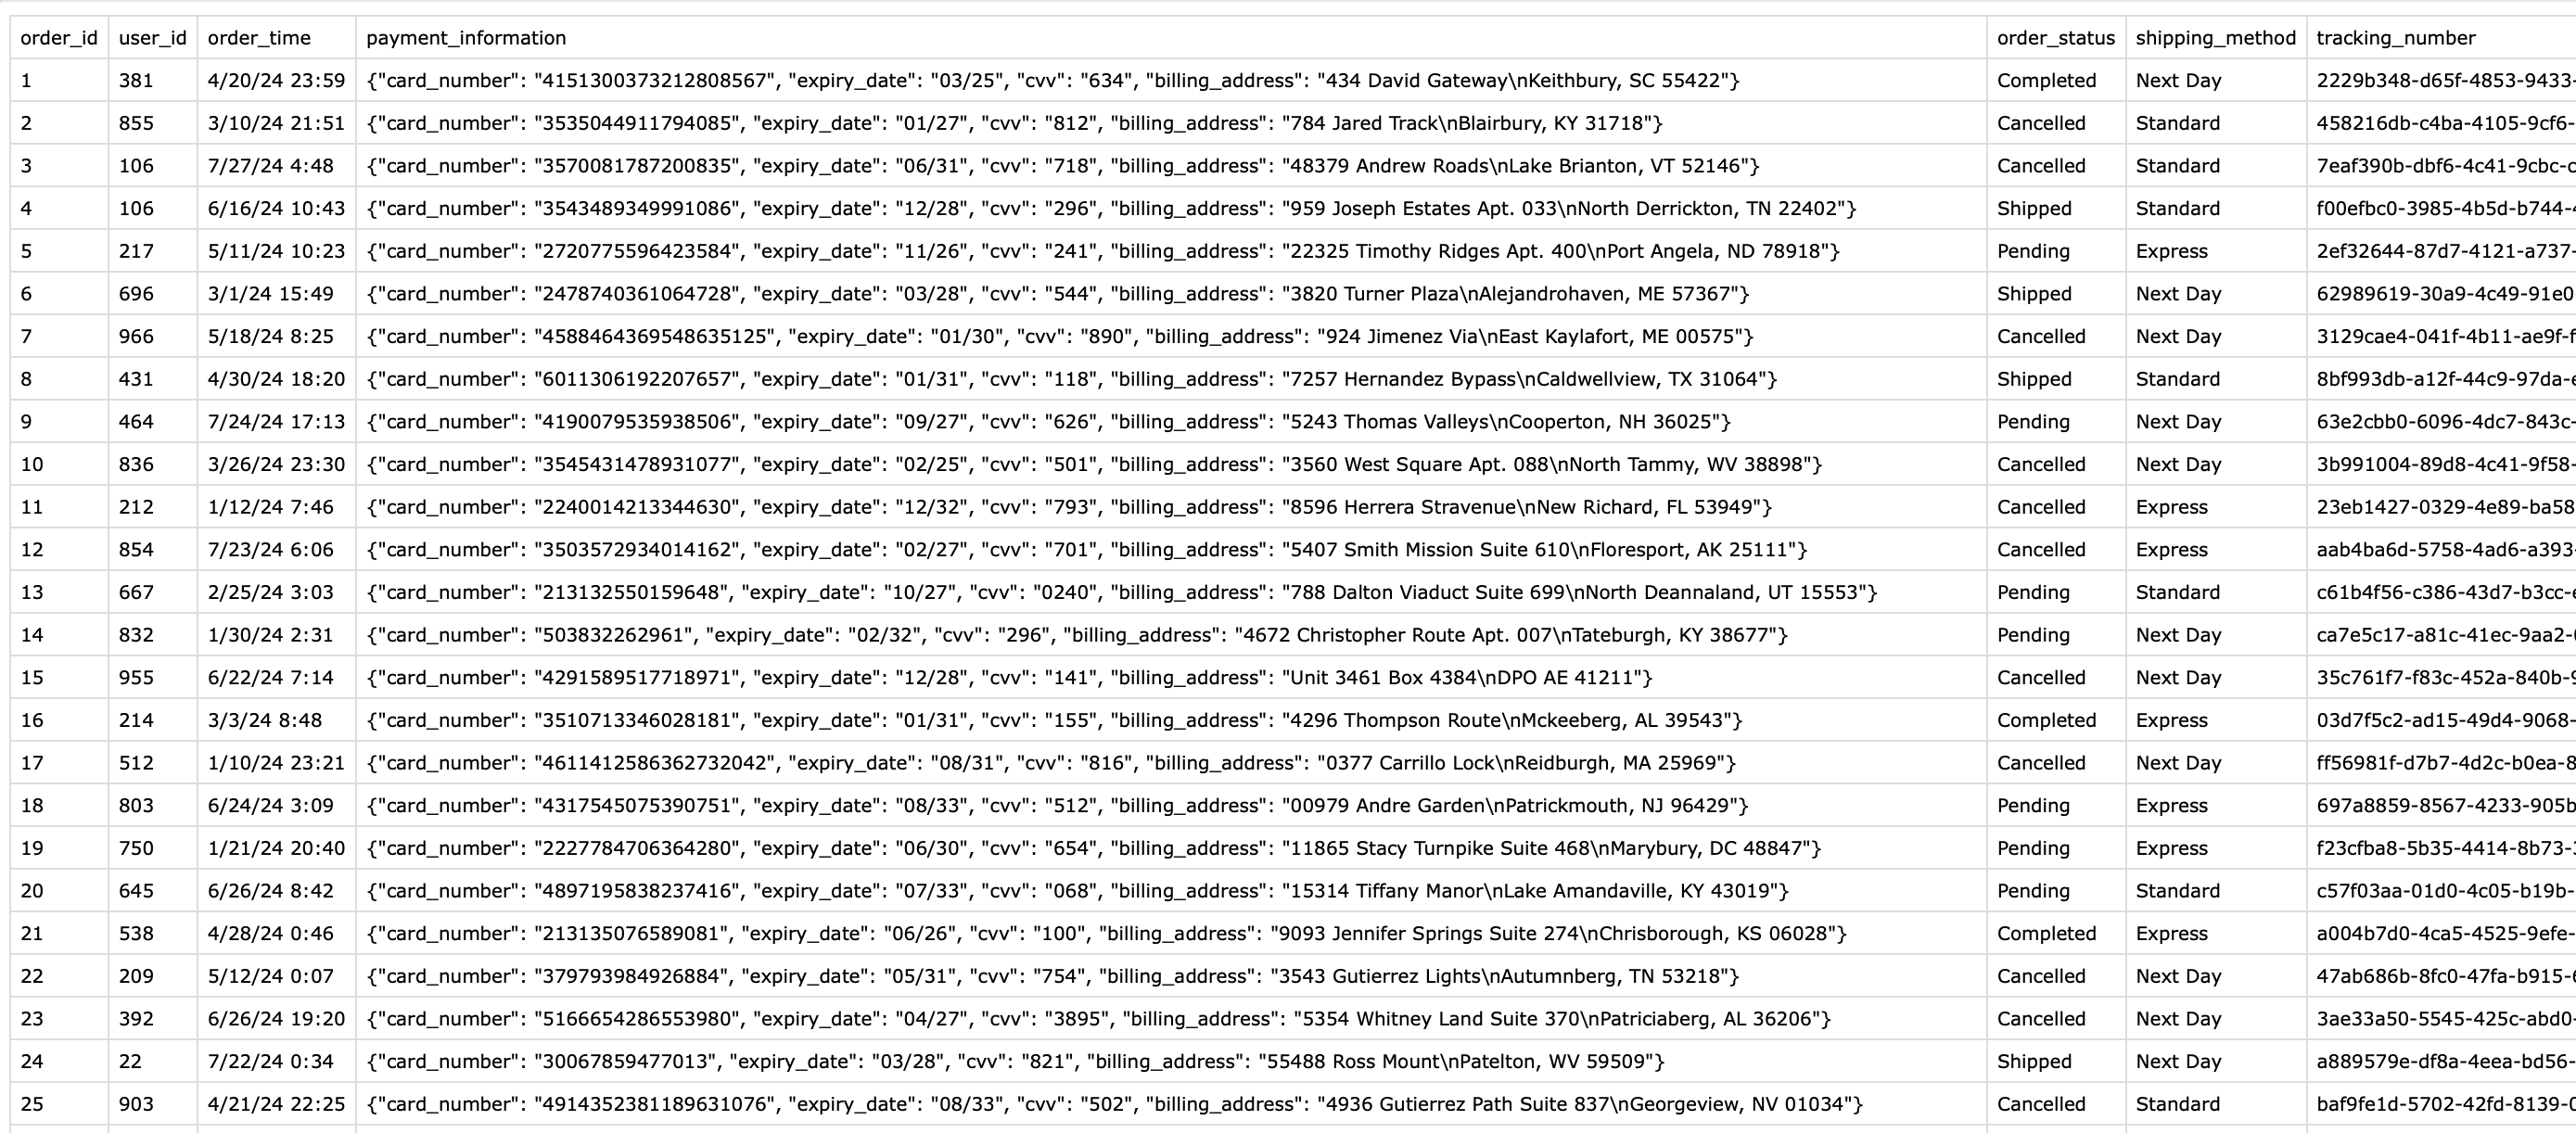 order_id user_id order_time payment_information order_status shipping_method tracking_number
1 381 4/20/24 23:59 {"card_number": "4151300373212808567", "expiry_date": "03/25", "cvv": "634", "billing_address": "434 David Gateway\nKeithbury, SC 55422"} Completed Next Day 2229b348-d65f-4853-9433-
2 855 3/10/24 21:51 {"card_number": "3535044911794085", "expiry_date": "01/27", "cvv": "812", "billing_address": "784 Jared Track\nBlairbury, KY 31718"} Cancelled Standard 458216db-c4ba-4105-9cf6-
3 106 7/27/24 4:48 {"card_number": "3570081787200835", "expiry_date": "06/31", "cvv": "718", "billing_address": "48379 Andrew Roads\nLake Brianton, VT 52146"} Cancelled Standard 7eaf390b-dbf6-4c41-9cbc-c
4 106 6/16/24 10:43 {"card_number": "3543489349991086", "expiry_date": "12/28", "cvv": "296", "billing_address": "959 Joseph Estates Apt. 033\nNorth Derrickton, TN 22402"} Shipped Standard f00efbc0-3985-4b5d-b744-4
5 217 5/11/24 10:23 {"card_number": "2720775596423584", "expiry_date": "11/26", "cvv": "241", "billing_address": "22325 Timothy Ridges Apt. 400\nPort Angela, ND 78918"} Pending Express 2ef32644-87d7-4121-a737-
6 696 3/1/24 15:49 {"card_number": "2478740361064728", "expiry_date": "03/28", "cvv": "544", "billing_address": "3820 Turner Plaza\nAlejandrohaven, ME 57367"} Shipped Next Day 62989619-30a9-4c49-91e0
7 966 5/18/24 8:25 {"card_number": "4588464369548635125", "expiry_date": "01/30", "cvv": "890", "billing_address": "924 Jimenez Via\nEast Kaylafort, ME 00575"} Cancelled Next Day 3129cae4-041f-4b11-ae9f-f
8 431 4/30/24 18:20 {"card_number": "6011306192207657", "expiry_date": "01/31", "cvv": "118", "billing_address": "7257 Hernandez Bypass\nCaldwellview, TX 31064"} Shipped Standard 8bf993db-a12f-44c9-97da-e
9 464 7/24/24 17:13 {"card_number": "4190079535938506", "expiry_date": "09/27", "cvv": "626", "billing_address": "5243 Thomas Valleys\nCooperton, NH 36025"} Pending Next Day 63e2cbb0-6096-4dc7-843c-
10 836 3/26/24 23:30 {"card_number": "3545431478931077", "expiry_date": "02/25", "cvv": "501", "billing_address": "3560 West Square Apt. 088\nNorth Tammy, WV 38898"} Cancelled Next Day 3b991004-89d8-4c41-9f58-
11 212 1/12/24 7:46 {"card_number": "2240014213344630", "expiry_date": "12/32", "cvv": "793", "billing_address": "8596 Herrera Stravenue\nNew Richard, FL 53949"} Cancelled Express 23eb1427-0329-4e89-ba58
12 854 7/23/24 6:06 {"card_number": "3503572934014162", "expiry_date": "02/27", "cvv": "701", "billing_address": "5407 Smith Mission Suite 610\nFloresport, AK 25111"} Cancelled Express aab4ba6d-5758-4ad6-a393-
13 667 2/25/24 3:03 {"card_number": "213132550159648", "expiry_date": "10/27", "cvv": "0240", "billing_address": "788 Dalton Viaduct Suite 699\nNorth Deannaland, UT 15553"} Pending Standard c61b4f56-c386-43d7-b3cc-e
14 832 1/30/24 2:31 {"card_number": "503832262961", "expiry_date": "02/32", "cvv": "296", "billing_address": "4672 Christopher Route Apt. 007\nTateburgh, KY 38677"} Pending Next Day ca7e5c17-a81c-41ec-9aa2-
15 955 6/22/24 7:14 {"card_number": "4291589517718971", "expiry_date": "12/28", "cvv": "141", "billing_address": "Unit 3461 Box 4384\nDPO AE 41211"} Cancelled Next Day 35c761f7-f83c-452a-840b-9
16 214 3/3/24 8:48 {"card_number": "3510713346028181", "expiry_date": "01/31", "cvv": "155", "billing_address": "4296 Thompson Route\nMckeeberg, AL 39543"} Completed Express 03d7f5c2-ad15-49d4-9068-
17 512 1/10/24 23:21 {"card_number": "4611412586362732042", "expiry_date": "08/31", "cvv": "816", "billing_address": "0377 Carrillo Lock\nReidburgh, MA 25969"} Cancelled Next Day ff56981f-d7b7-4d2c-b0ea-8
18 803 6/24/24 3:09 {"card_number": "4317545075390751", "expiry_date": "08/33", "cvv": "512", "billing_address": "00979 Andre Garden\nPatrickmouth, NJ 96429"} Pending Express 697a8859-8567-4233-905b
19 750 1/21/24 20:40 {"card_number": "2227784706364280", "expiry_date": "06/30", "cvv": "654", "billing_address": "11865 Stacy Turnpike Suite 468\nMarybury, DC 48847"} Pending Express f23cfba8-5b35-4414-8b73-
20 645 6/26/24 8:42 {"card_number": "4897195838237416", "expiry_date": "07/33", "cvv": "068", "billing_address": "15314 Tiffany Manor\nLake Amandaville, KY 43019"} Pending Standard c57f03aa-01d0-4c05-b19b-
21 538 4/28/24 0:46 {"card_number": "213135076589081", "expiry_date": "06/26", "cvv": "100", "billing_address": "9093 Jennifer Springs Suite 274\nChrisborough, KS 06028"} Completed Express a004b7d0-4ca5-4525-9efe-
22 209 5/12/24 0:07 {"card_number": "379793984926884", "expiry_date": "05/31", "cvv": "754", "billing_address": "3543 Gutierrez Lights\nAutumnberg, TN 53218"} Cancelled Next Day 47ab686b-8fc0-47fa-b915-6
23 392 6/26/24 19:20 {"card_number": "5166654286553980", "expiry_date": "04/27", "cvv": "3895", "billing_address": "5354 Whitney Land Suite 370\nPatriciaberg, AL 36206"} Cancelled Next Day 3ae33a50-5545-425c-abd0-
24 22 7/22/24 0:34 {"card_number": "30067859477013", "expiry_date": "03/28", "cvv": "821", "billing_address": "55488 Ross Mount\nPatelton, WV 59509"} Shipped Next Day a889579e-df8a-4eea-bd56-
25 903 4/21/24 22:25 {"card_number": "4914352381189631076", "expiry_date": "08/33", "cvv": "502", "billing_address": "4936 Gutierrez Path Suite 837\nGeorgeview, NV 01034"} Cancelled Standard baf9fe1d-5702-42fd-8139-0